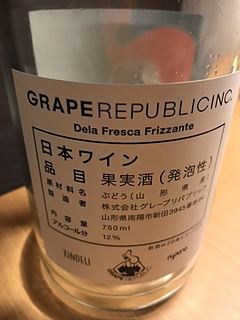 GRAPEREPUBLICINC.
Dela Fresca Frizzante
日本ワイン
品目 果実酒(発泡性)
原材料名 ぶどう(山形県産)
製造者 株式会社グレープリパブリック
山形県南陽市新田3945番地94
内容量 750ml
アルコール分 12%
KINDELI
GRAPE REPUBLIC